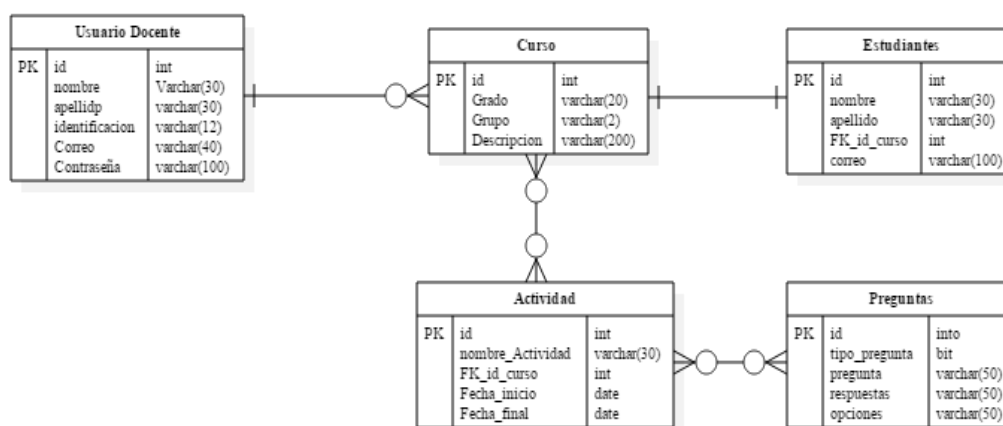 Usuario Docente
PK id int
nombre Varchar(30)
apellidp varchar(30)
identificacion varchar(12)
Correo varchar(40)
Contraseña varchar(100)
Curso
PK id int
Grado varchar(20)
Grupo varchar(2)
Descripcion varchar(200)
Estudiantes
PK id int
nombre varchar(30)
apellido varchar(30)
FK_id_curso int
correo varchar(100)
Actividad
PK id int
nombre_Actividad varchar(30)
FK_id_curso int
Fecha_inicio date
Fecha_final date
Preguntas
PK id into
tipo_pregunta bit
pregunta varchar(50)
respuestas varchar(50)
opciones varchar(50)